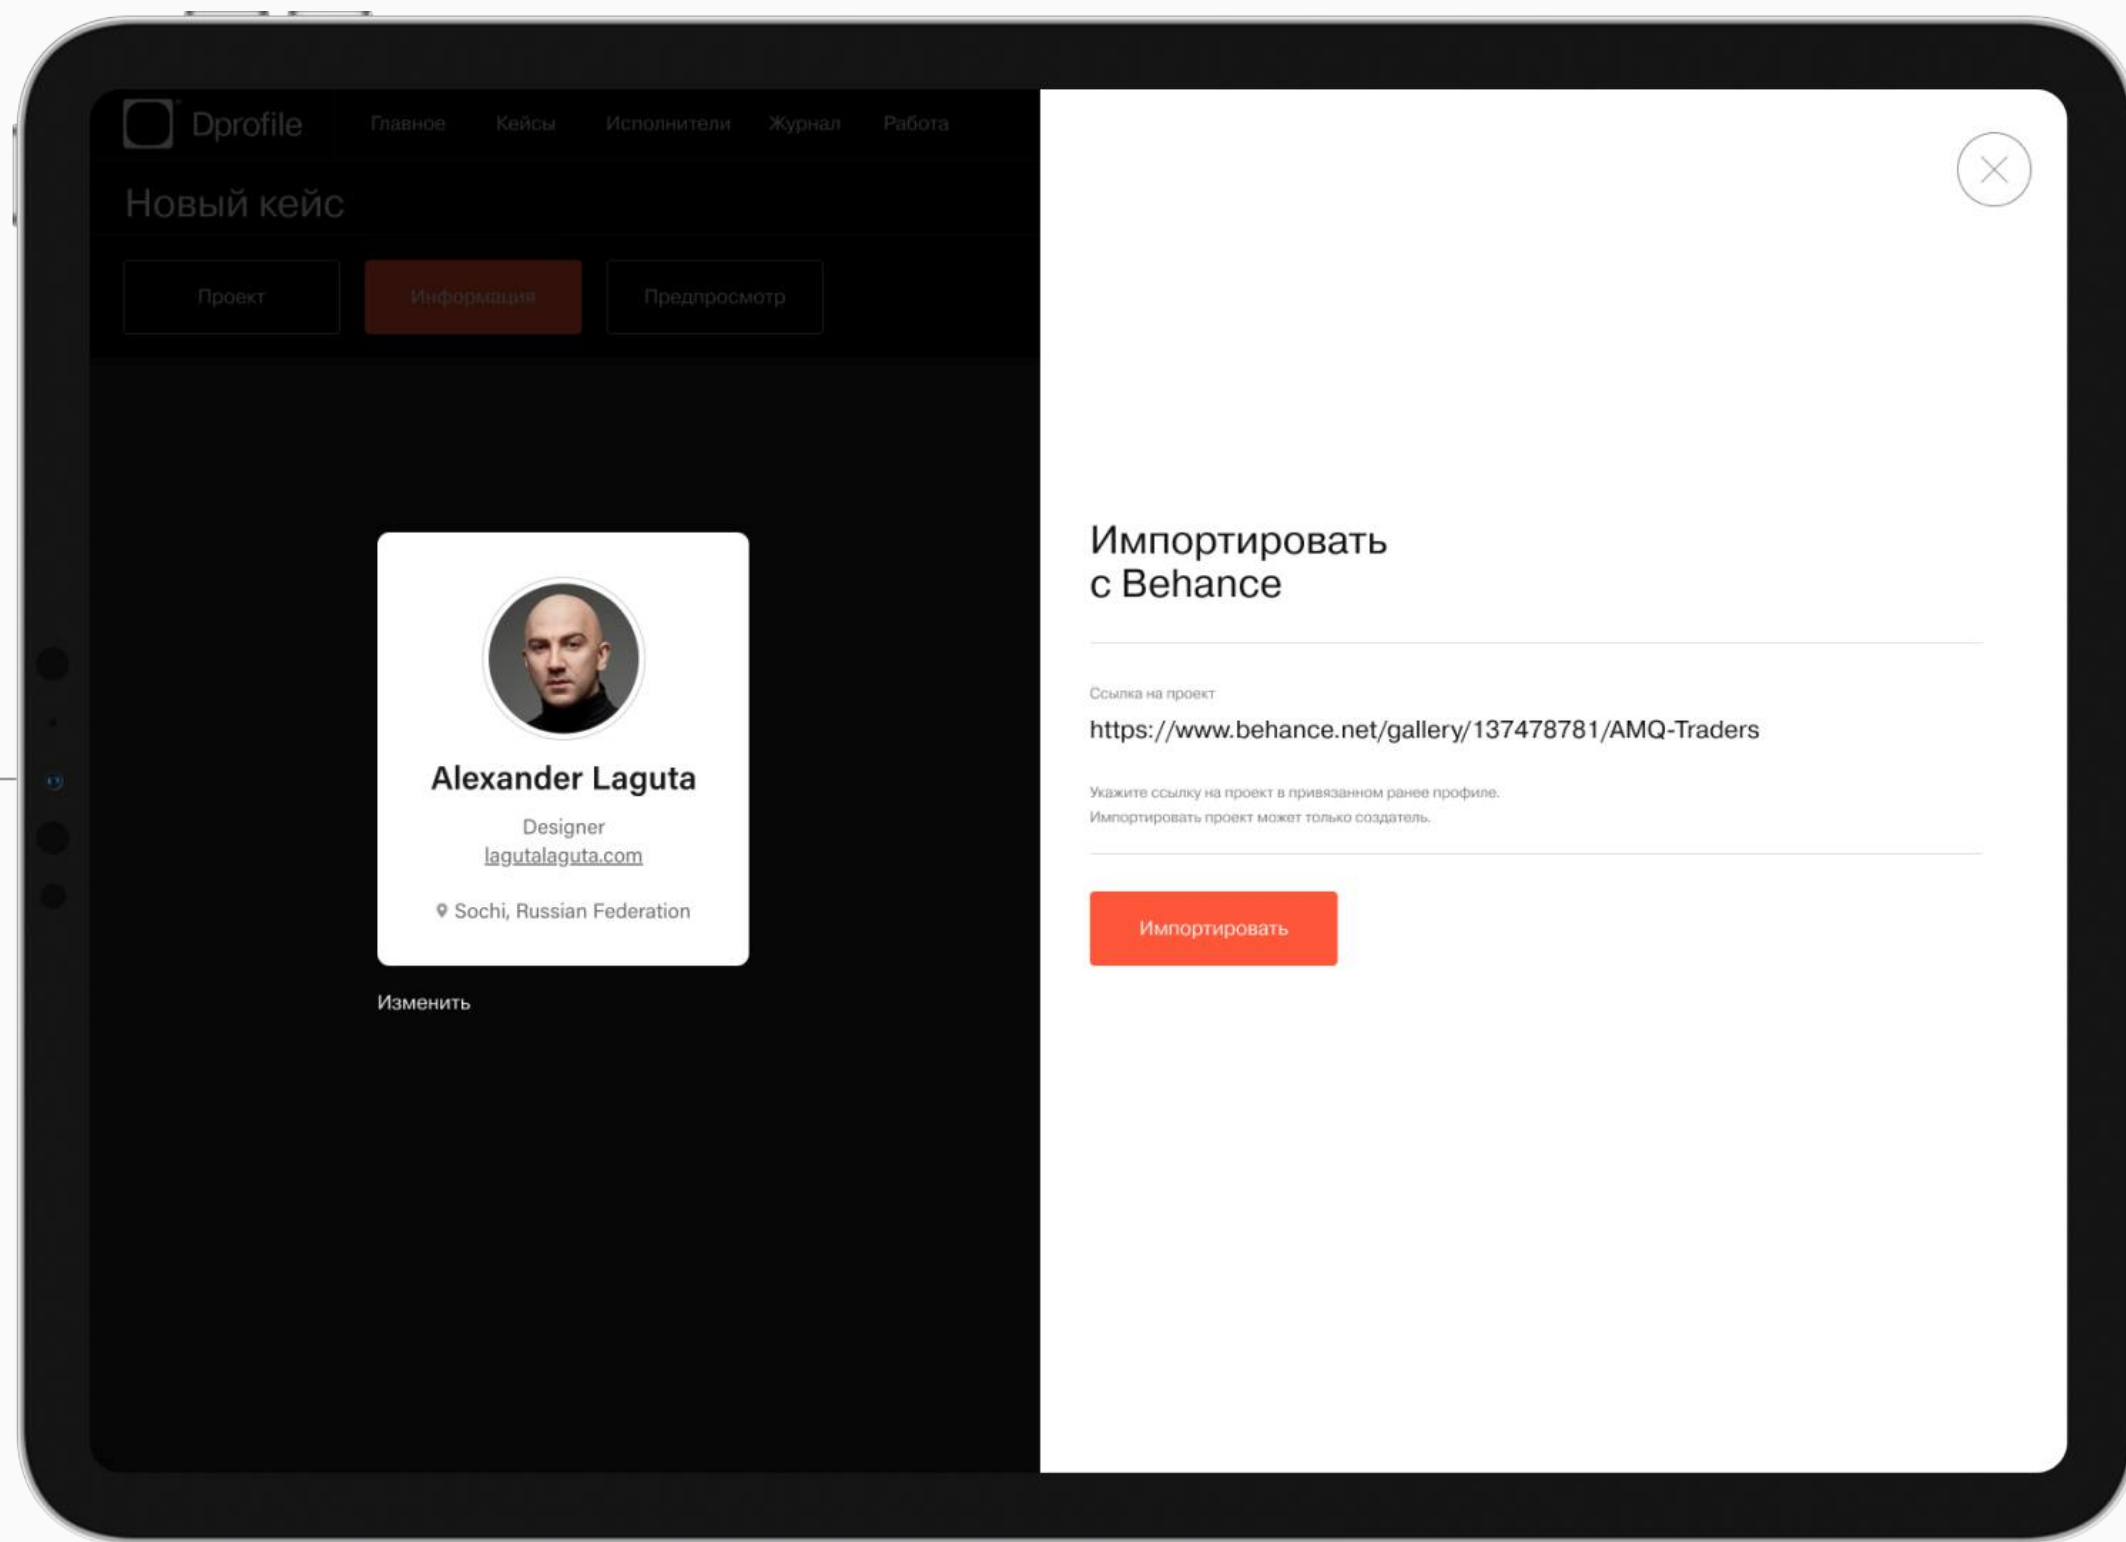 Dprofile
Главное Кейсы Исполнители Журнал Работа
Новый кейс
Проект Информация Предпросмотр
Alexander Laguta
Designer
lagutalaguta.com
Sochi, Russian Federation
Изменить
Импортировать
с Behance
Ссылка на проект
https://www.behance.net/gallery/137478781/AMQ-Traders
Укажите ссылку на проект в привязанном ранее профиле.
Импортировать проект может только создатель.
Импортировать